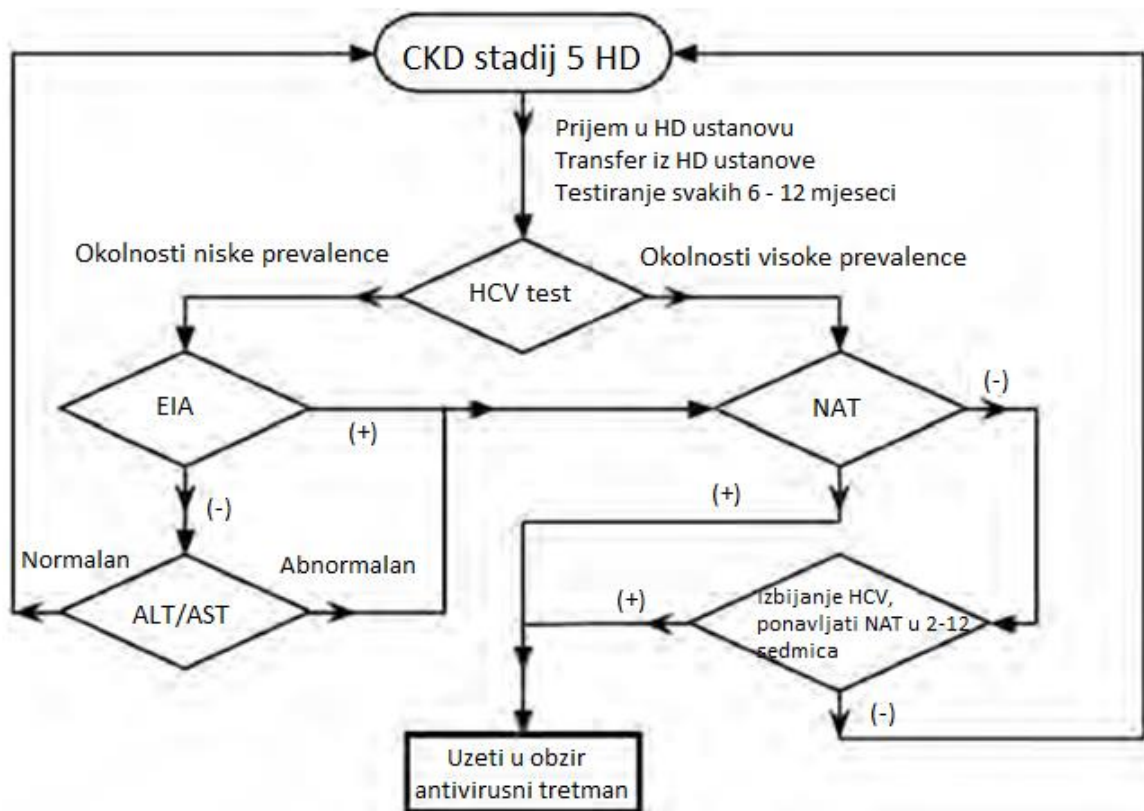 CKD stadij 5 HD
Prijem u HD ustanovu
Transfer iz HD ustanove
Testiranje svakih 6 - 12 mjeseci
Okolnosti niske prevalence
Okolnosti visoke prevalence
HCV test
EIA
(+)
NAT
(-)
(-)
(+)
Normalan
Abnormalan
ALT/AST
(+)
Izbijanje HCV,
ponavljati NAT u 2-12
sedmica
(-)
Uzeti u obzir
antivirusni tretman